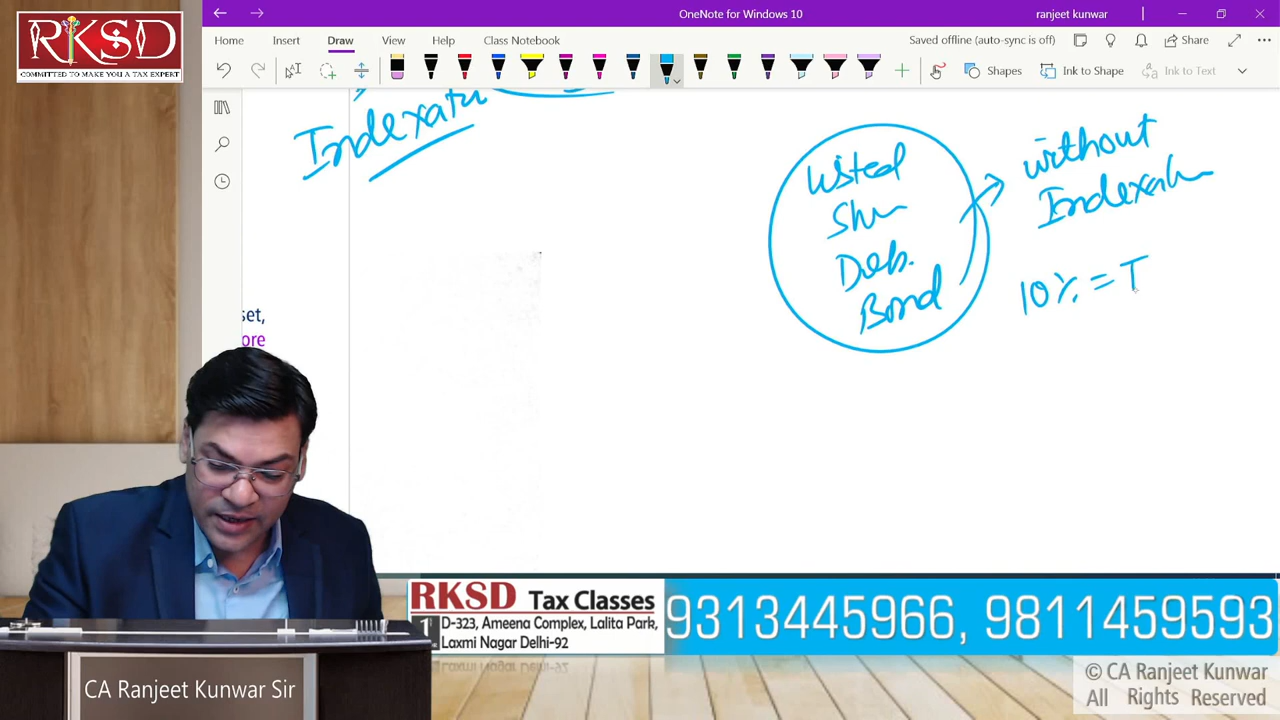 RKSD
COMMITTED TO MAKE YOU A TAX EXPERT
OneNote for Windows 10
ranjeet kunwar
Home Insert Draw View Help Class Notebook
Saved offline (auto-sync is off)
Share
Shapes
Ink to Shape
Ink to Text
Indexatn
Listed
Deb.
Bond
without
10% = T
set,
ore
RKSD Tax Classes
D-323, Ameena Complex, Lalita Park,
Laxmi Nagar Delhi-92
9313445966, 9811459593
CA Ranjeet Kunwar Sir
© CA Ranjeet Kunwar
All Rights Reserved